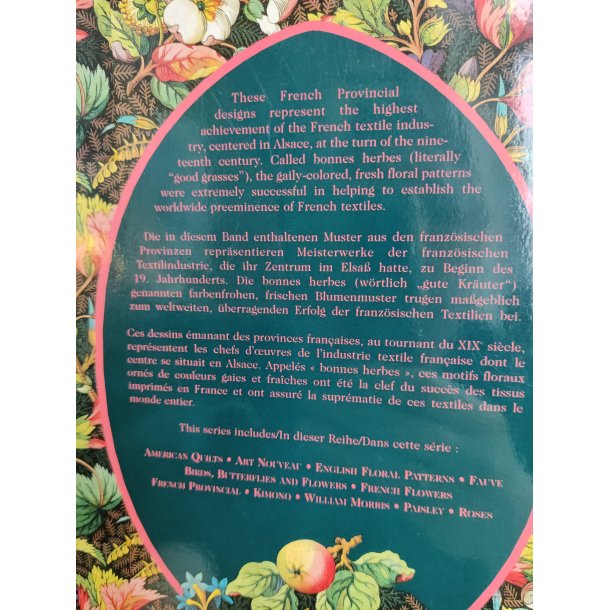 These French Provincial
designs represent the highest
achievement of the French textile indus-
try, centered in Alsace, at the turn of the nine-
teenth century. Called bonnes herbes (literally
"good grasses"), the gaily-colored, fresh floral patterns
were extremely successful in helping to establish the
worldwide preeminence of French textiles.
Die in diesem Band enthaltenen Muster aus den französischen
Provinzen repräsentieren Meisterwerke der französischen
Textilindustrie, die ihr Zentrum im Elsaß hatte, zu Beginn des
19. Jahrhunderts. Die bonnes herbes (wörtlich „gute Kräuter“)
genannten farbenfrohen, frischen Blumenmuster trugen maßgeblich
zum weltweiten, überragenden Erfolg der französischen Textilien bei.
Ces dessins émanant des provinces françaises, au tournant du XIXe siècle,
représentent les chefs d'œuvres de l'industrie textile française dont le
centre se situait en Alsace. Appelés « bonnes herbes », ces motifs floraux
ornés de couleurs gaies et fraîches ont été la clef du succès des tissus
imprimés en France et ont assuré la suprématie de ces textiles dans le
monde entier.
This series includes/In dieser Reihe/Dans cette série :
AMERICAN QUILTS • ART NOUVEAU • ENGLISH FLORAL PATTERNS • FAUVE
BIRDS, BUTTERFLIES AND FLOWERS • FRENCH FLOWERS
FRENCH PROVINCIAL • KIMONO • WILLIAM MORRIS • PAISLEY • ROSES